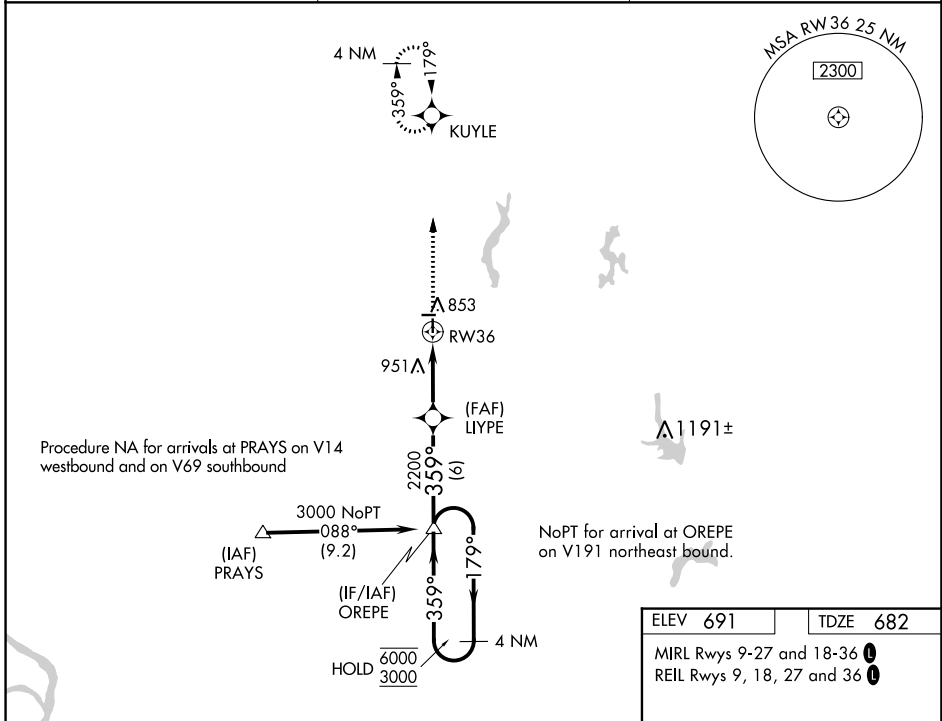 MSA RW36 25 NM
2300
4 NM
179°
359°
KUYLE
853
RW36
951
(FAF)
LIYPE
1191±
Procedure NA for arrivals at PRAYS on V14
westbound and on V69 southbound
2200
359°
(6)
3000 NoPT
088°
(9.2)
(IAF)
PRAYS
NoPT for arrival at OREPE
on V191 northeast bound.
(IF/IAF)
OREPE
359°
179°
4 NM
HOLD 6000
3000
ELEV 691
TDZE 682
MIRL Rwys 9-27 and 18-36 L
REIL Rwys 9, 18, 27 and 36 L